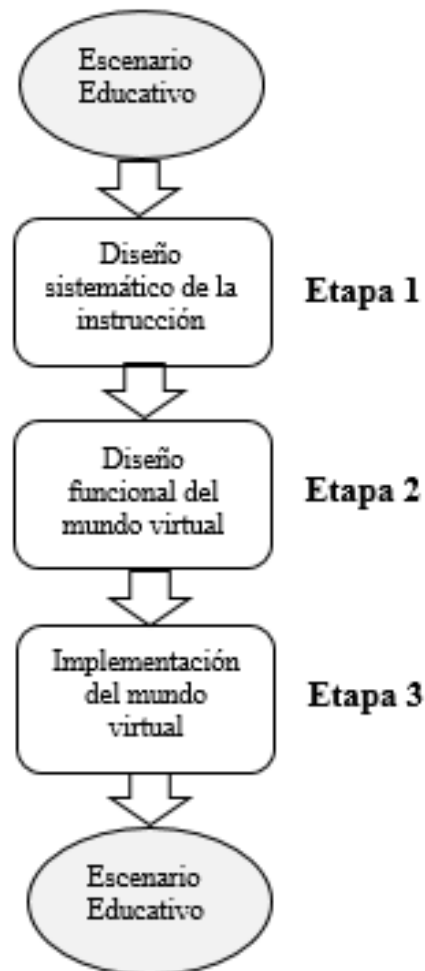 Escenario
Educativo
Diseño
sistemático de la
instrucción
Etapa 1
Diseño
funcional del
mundo virtual
Etapa 2
Implementación
del mundo
virtual
Etapa 3
Escenario
Educativo